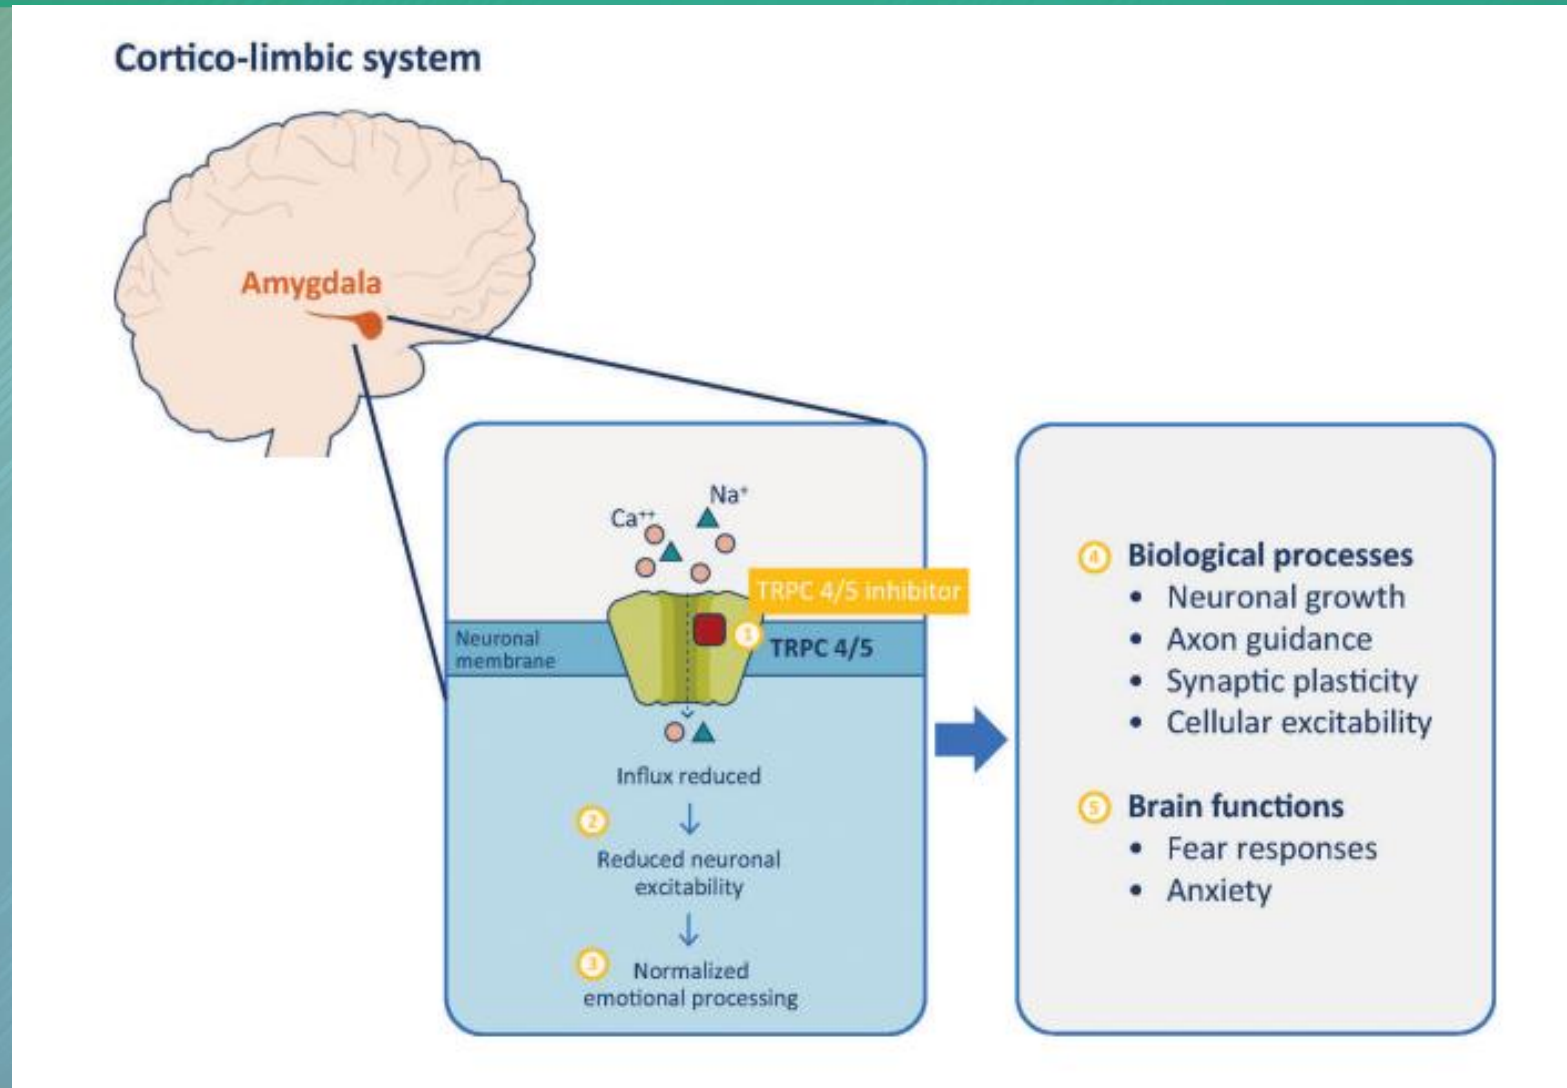 Cortico-limbic system
Amygdala
Na⁺
Ca⁺⁺
TRPC 4/5 inhibitor
1
Neuronal
membrane
TRPC 4/5
Influx reduced
2
Reduced neuronal
excitability
3
Normalized
emotional processing
4 Biological processes
• Neuronal growth
• Axon guidance
• Synaptic plasticity
• Cellular excitability
5 Brain functions
• Fear responses
• Anxiety